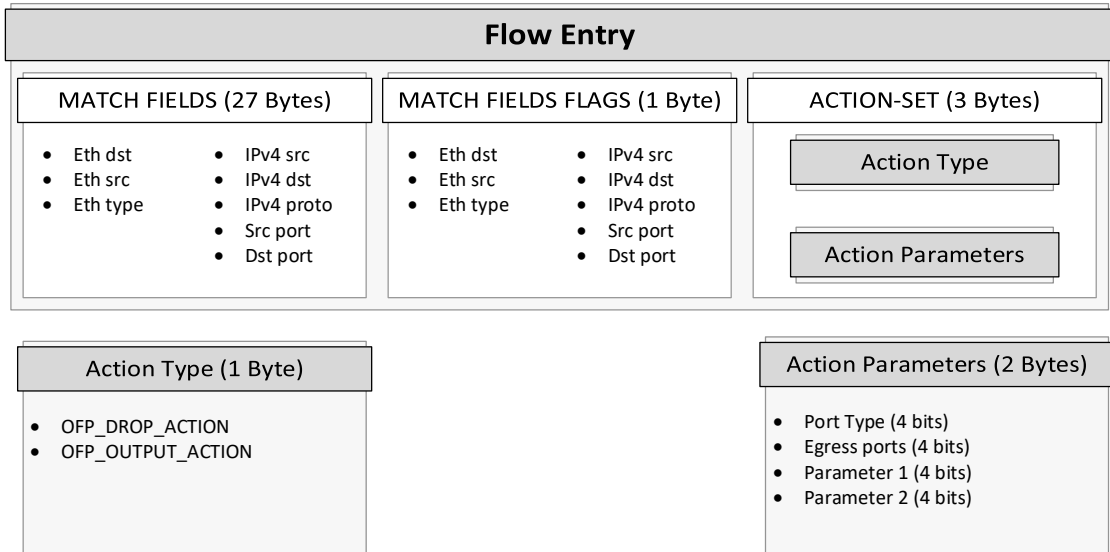 Flow Entry
MATCH FIELDS (27 Bytes)
• Eth dst
• Eth src
• Eth type
• IPv4 src
• IPv4 dst
• IPv4 proto
• Src port
• Dst port
MATCH FIELDS FLAGS (1 Byte)
• Eth dst
• Eth src
• Eth type
• IPv4 src
• IPv4 dst
• IPv4 proto
• Src port
• Dst port
ACTION-SET (3 Bytes)
Action Type
Action Parameters
Action Type (1 Byte)
• OFP_DROP_ACTION
• OFP_OUTPUT_ACTION
Action Parameters (2 Bytes)
• Port Type (4 bits)
• Egress ports (4 bits)
• Parameter 1 (4 bits)
• Parameter 2 (4 bits)